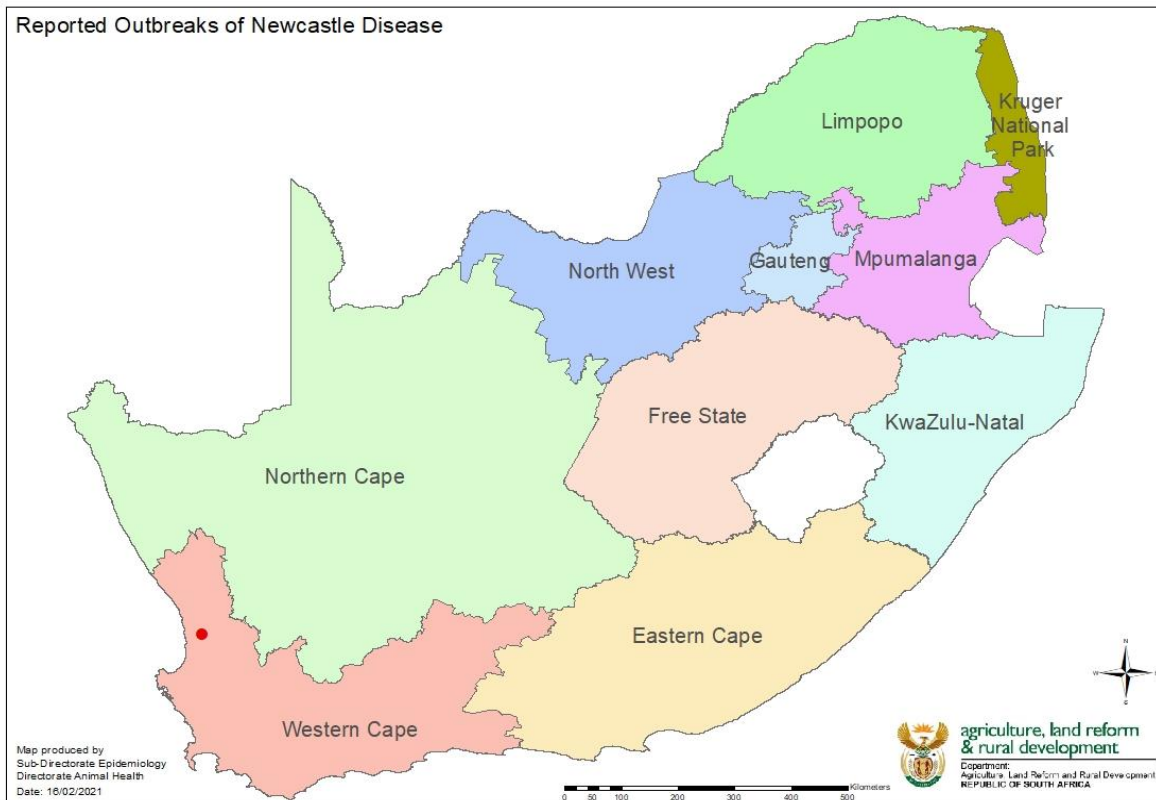 Reported Outbreaks of Newcastle Disease
Limpopo
Kruger
National
Park
North West
Gauteng
Mpumalanga
Free State
KwaZulu-Natal
Northern Cape
Eastern Cape
Western Cape
N
W
S
Map produced by
Sub-Directorate Epidemiology
Directorate Animal Health
Date: 16/02/2021
Kilometers
0 50 100 200 300 400 500
agriculture, land reform
& rural development
Department:
Agriculture, Land Reform and Rural Development
REPUBLIC OF SOUTH AFRICA